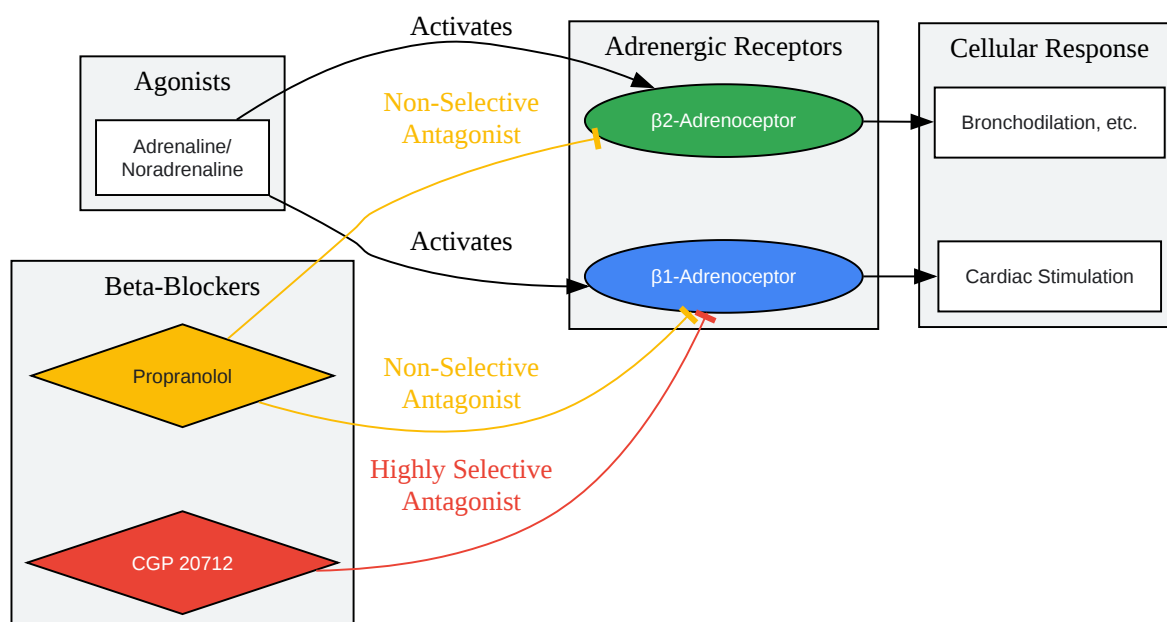 Activates
Agonists
Adrenaline/
Noradrenaline
Non-Selective
Antagonist
Adrenergic Receptors
β2-Adrenoceptor
Cellular Response
Bronchodilation, etc.
Activates
β1-Adrenoceptor
Cardiac Stimulation
Beta-Blockers
Propranolol
Non-Selective
Antagonist
Highly Selective
Antagonist
CGP 20712